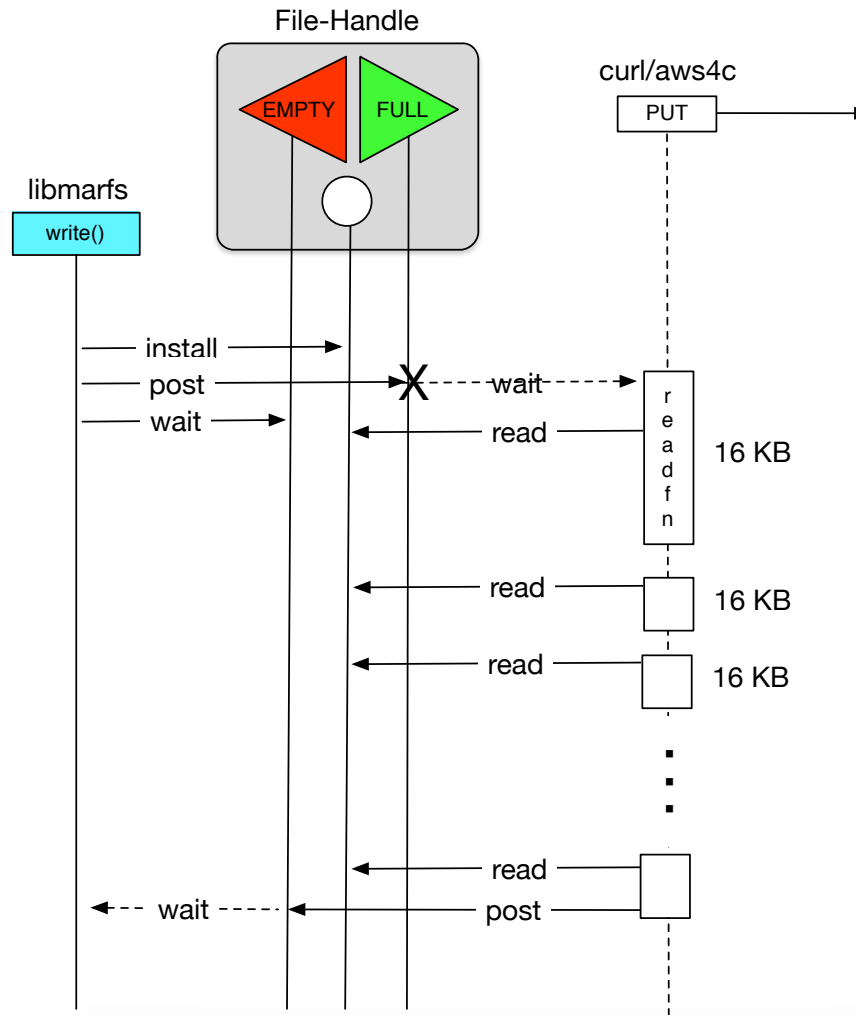 File-Handle
curl/aws4c
EMPTY
FULL
PUT
libmarfs
write()
install
post
wait
wait
read
readfn
16 KB
read
16 KB
read
16 KB
read
wait
post